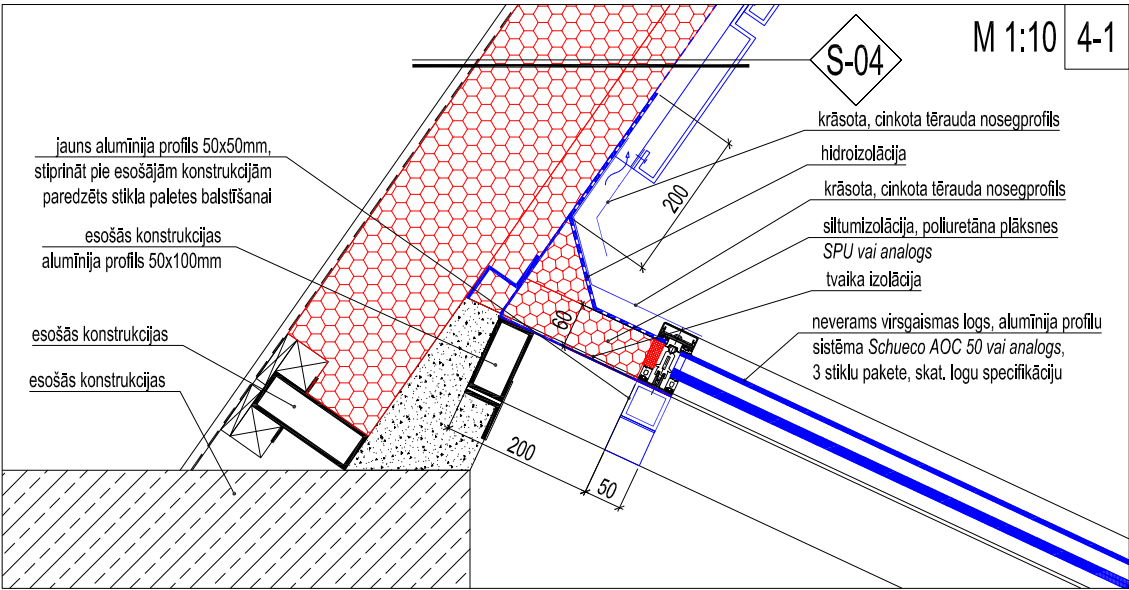 M 1:10 4-1
S-04
jauns alumīnija profils 50x50mm,
stiprināt pie esošājām konstrukcijām
paredzēts stikla paletes balstīšanai
esošās konstrukcijas
alumīnija profils 50x100mm
esošās konstrukcijas
esošās konstrukcijas
krāsota, cinkota tērauda nosegprofils
hidroizolācija
krāsota, cinkota tērauda nosegprofils
siltumizolācija, poliuretāna plāksnes
SPU vai analogs
tvaika izolācija
neverams virsgaismas logs, alumīnija profilu
sistēma Schueco AOC 50 vai analogs,
3 stiklu pakete, skat. logu specifikāciju
200
60
200
50